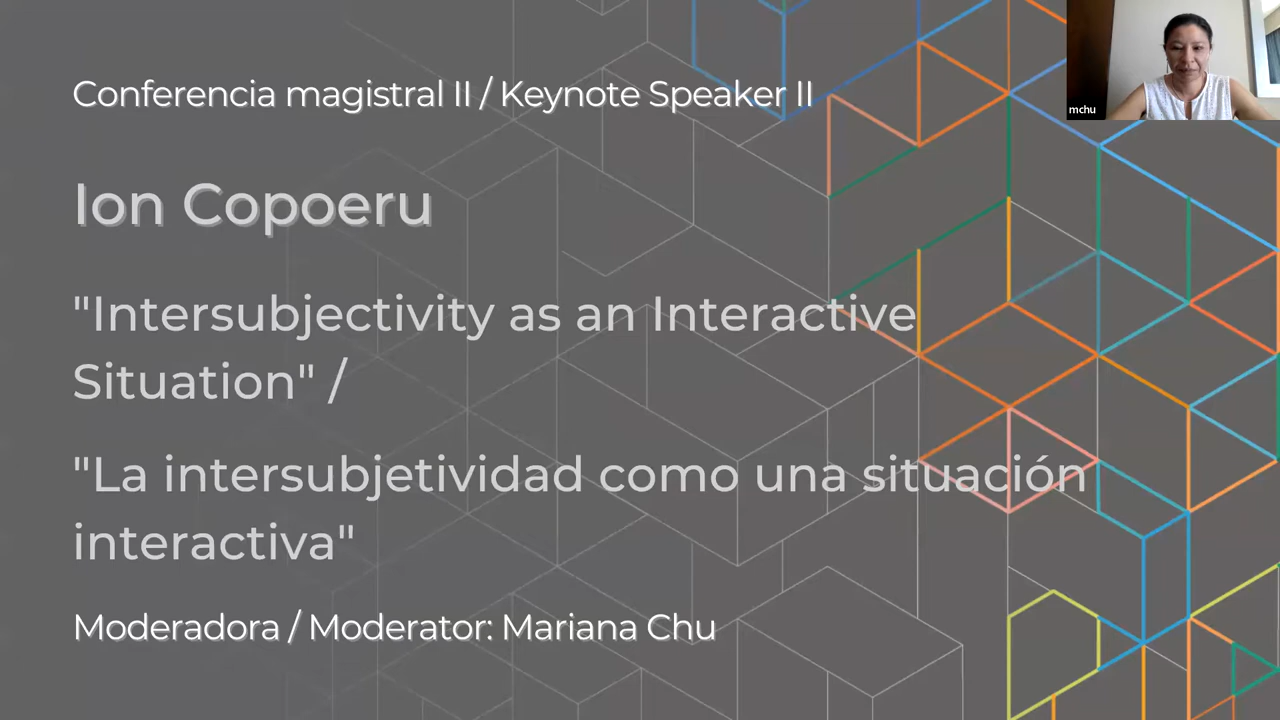 Conferencia magistral II / Keynote Speaker II
mchu
Ion Copoeru
"Intersubjectivity as an Interactive
Situation" /
"La intersubjetividad como una situación
interactiva"
Moderadora / Moderator: Mariana Chu